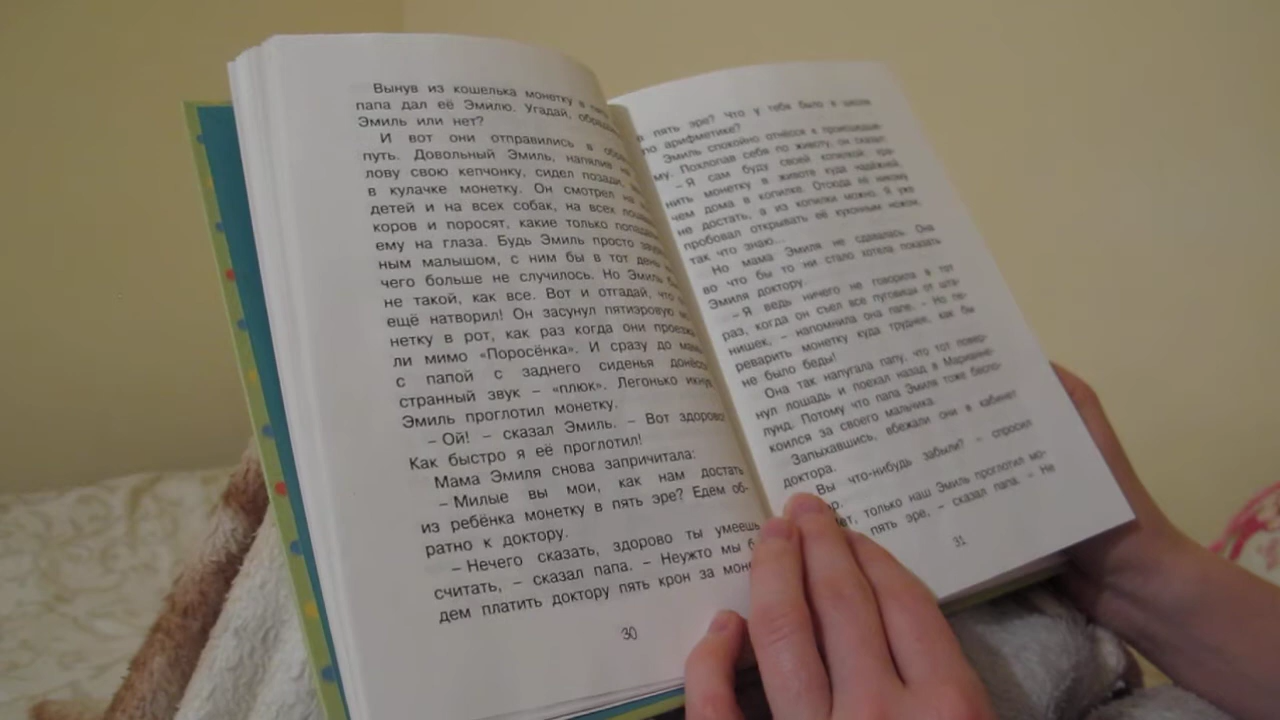 Вынув из кошелька монетку в
папа дал её Эмилю. Угадай,
Эмиль или нет?
И вот они отправились в
путь. Довольный Эмиль, напялив на
лову свою кепчонку, сидел позади,
в кулачке монетку. Он смотрел на
детей и на всех собак, на всех
коров и поросят, какие только
ему на глаза. Будь Эмиль просто
ным малышом, с ним бы в тот день
чего больше не случилось. Но Эмиль
не такой, как все. Вот и отгадай, что
ещё натворил! Он засунул пятиэровую
нетку в рот, как раз когда они
ли мимо «Поросёнка». И сразу до
с папой с заднего сиденья
странный звук – «плюк». Легонько
Эмиль проглотил монетку.
– Ой! – сказал Эмиль. – Вот здорово
Как быстро я её проглотил!
Мама Эмиля снова запричитала:
– Милые вы мои, как нам достать
из ребёнка монетку в пять эре? Едем об-
ратно к доктору.
– Нечего сказать, здорово ты умеешь
считать, – сказал папа. – Неужто мы
дем платить доктору пять крон за
30
в пять эре? Что у тебя было в школе
по арифметике?
Эмиль спокойно отнёсся к происшедше-
му. Похлопав себя по животу, он сказал:
– Я сам буду своей копилкой, хра-
нить монетку в животе куда надёжней,
чем дома в копилке. Отсюда её никому
не достать, а из копилки можно. Я уже
пробовал открывать её кухонным ножом,
так что знаю...
Но мама Эмиля не сдавалась. Она
во что бы то ни стало хотела показать
Эмиля доктору.
– Я ведь ничего не говорила в тот
раз, когда он съел все пуговицы от шта-
нишек, – напомнила она папе. – Но пе-
реварить монетку куда труднее, как бы
не было беды!
Она так напугала папу, что тот повер-
нул лошадь и поехал назад в Марианне-
лунд. Потому что папа Эмиля тоже беспо-
коился за своего мальчика.
Запыхавшись, вбежали они в кабинет
доктора.
Вы что-нибудь забыли? – спросил
только наш Эмиль проглотил мо-
пять эре, – сказал папа. – Не
31